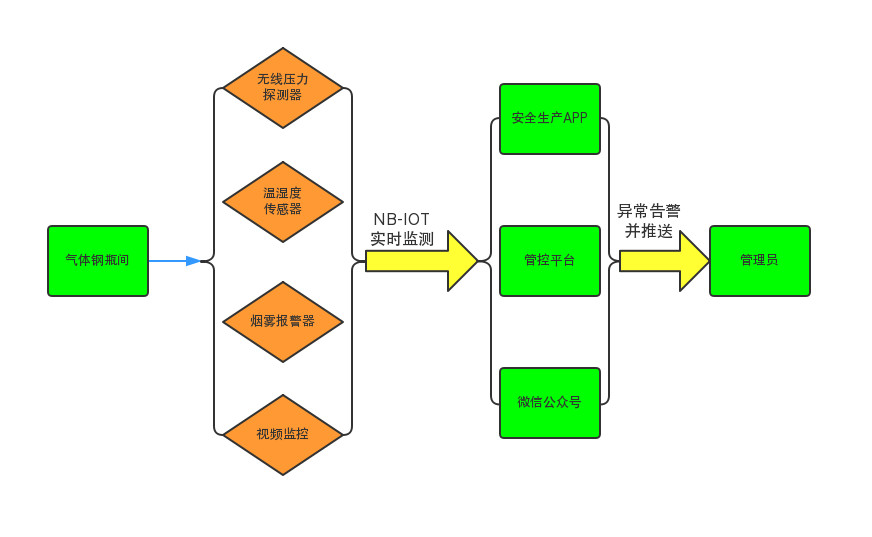 气体钢瓶间
无线压力
探测器
温湿度
传感器
烟雾报警器
视频监控
NB-IOT
实时监测
安全生产APP
管控平台
微信公众号
异常告警
并推送
管理员